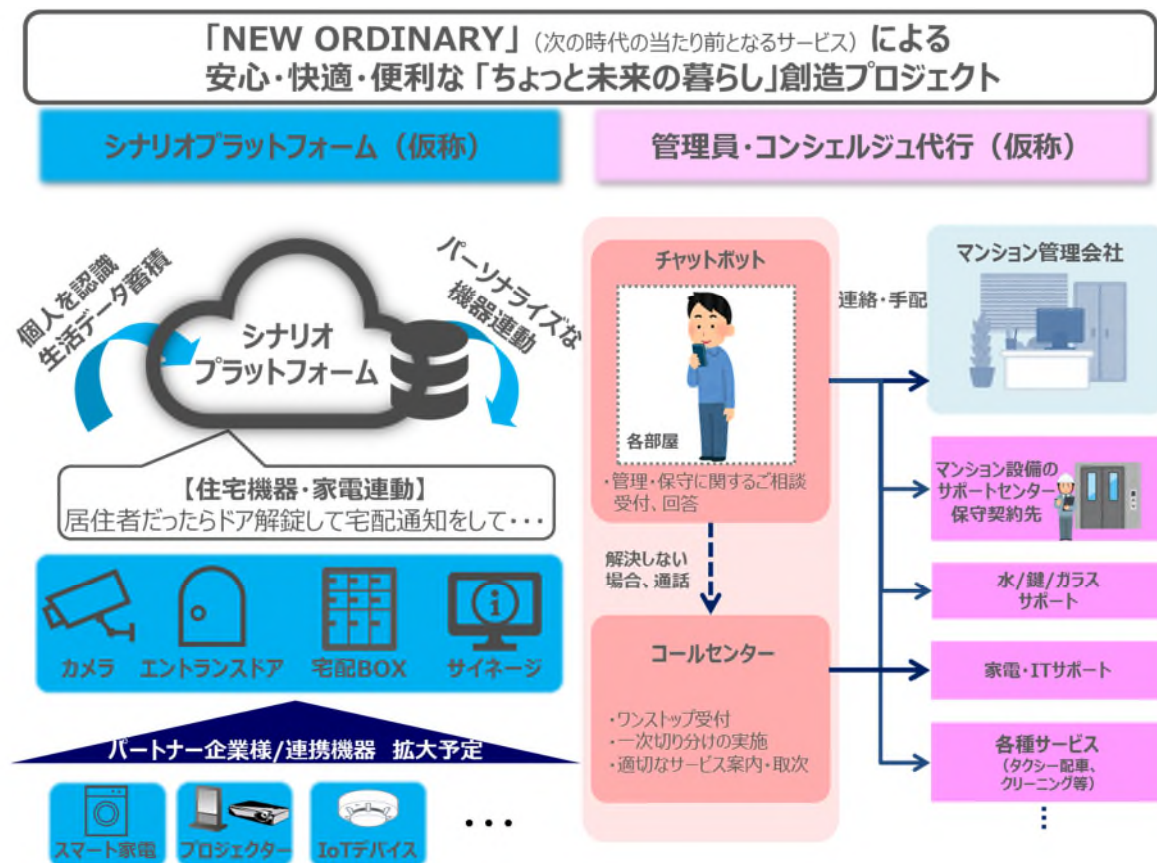 「NEW ORDINARY」（次の時代の当たり前となるサービス）による
安心・快適・便利な「ちょっと未来の暮らし」創造プロジェクト
シナリオプラットフォーム（仮称）
個人を認識
生活データ蓄積
パーソナライズな
機器連動
シナリオ
プラットフォーム
【住宅機器・家電連動】
居住者だったらドア解錠して宅配通知をして・・・
カメラ
エントランスドア
宅配BOX
サイネージ
パートナー企業様/連携機器 拡大予定
スマート家電
プロジェクター
IoTデバイス
・・・
管理員・コンシェルジュ代行（仮称）
チャットボット
各部屋
・管理・保守に関するご相談
受付、回答
解決しない
場合、通話
コールセンター
・ワンストップ受付
・一次切り分けの実施
・適切なサービス案内・取次
連絡・手配
マンション管理会社
マンション設備の
サポートセンター
保守契約先
水/鍵/ガラス
サポート
家電・ITサポート
各種サービス
（タクシー配車、
クリーニング等）